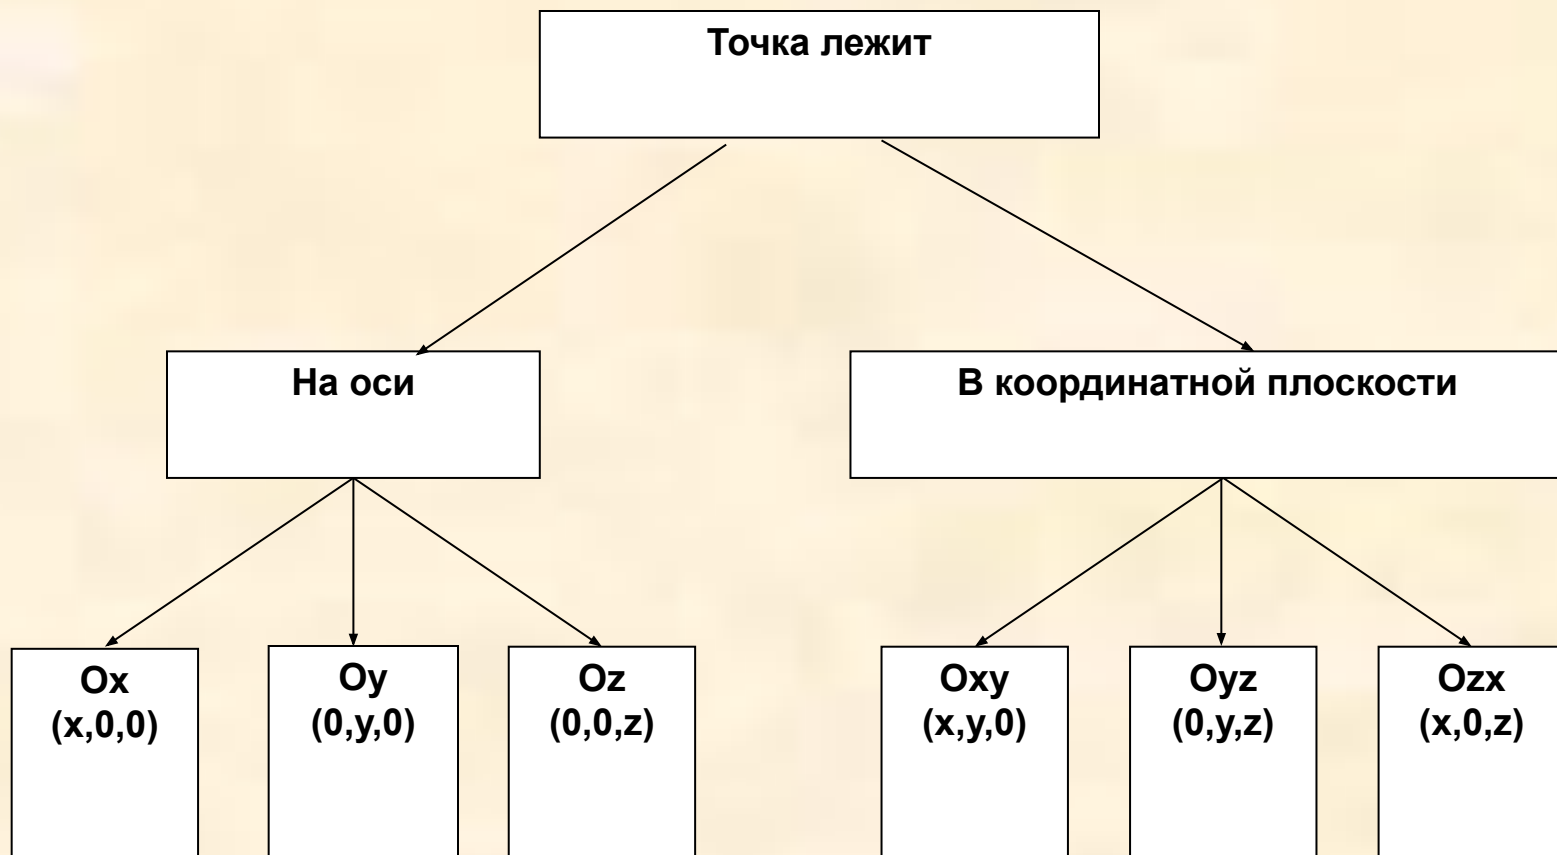 Точка лежит
На оси
В координатной плоскости
Ox
(x,0,0)
Oy
(0,y,0)
Oz
(0,0,z)
Oxy
(x,y,0)
Oyz
(0,y,z)
Ozx
(x,0,z)